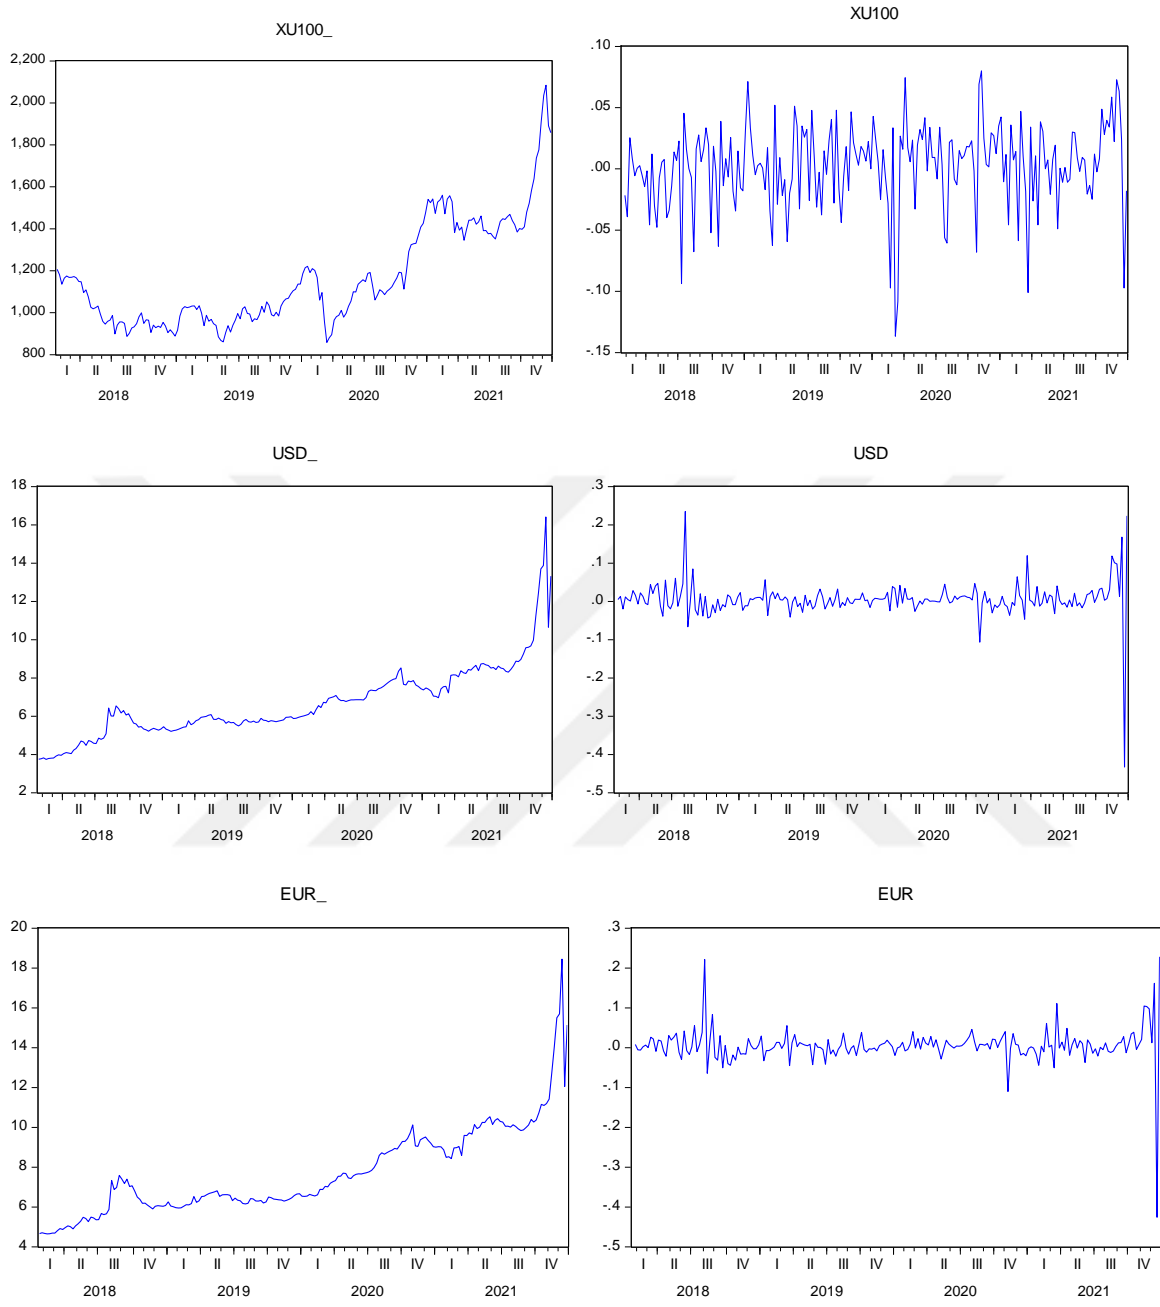 XU100_
2,200
2,000
1,800
1,600
1,400
1,200
1,000
800
I II III IV I II III IV I II III IV I II III IV
2018 2019 2020 2021
XU100
.10
.05
.00
-.05
-.10
-.15
I II III IV I II III IV I II III IV I II III IV
2018 2019 2020 2021
USD_
18
16
14
12
10
8
6
4
2
I II III IV I II III IV I II III IV I II III IV
2018 2019 2020 2021
USD
.3
.2
.1
.0
-.1
-.2
-.3
-.4
-.5
I II III IV I II III IV I II III IV I II III IV
2018 2019 2020 2021
EUR_
20
18
16
14
12
10
8
6
4
I II III IV I II III IV I II III IV I II III IV
2018 2019 2020 2021
EUR
.3
.2
.1
.0
-.1
-.2
-.3
-.4
-.5
I II III IV I II III IV I II III IV I II III IV
2018 2019 2020 2021